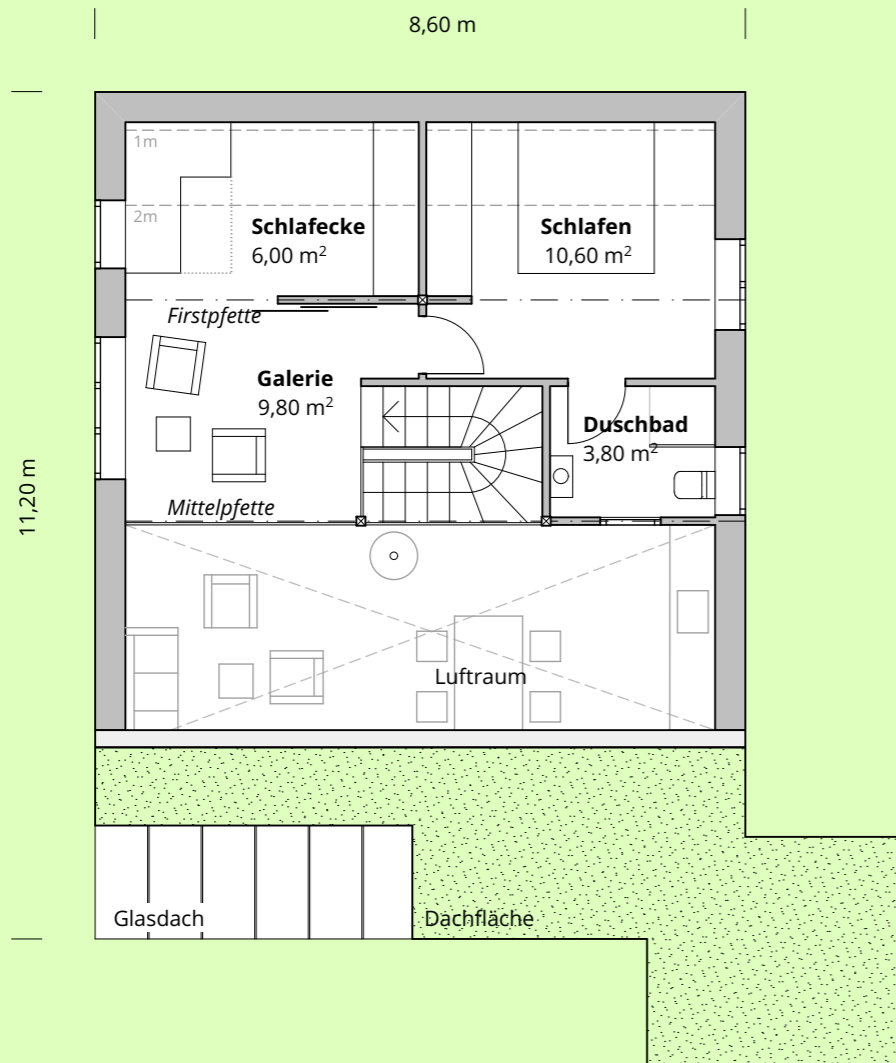 8,60 m
1m
2m
Schlafecke
6,00 m²
Schlafen
10,60 m²
Firstpfette
Galerie
9,80 m²
Duschbad
3,80 m²
11,20 m
Mittelpfette
Luftraum
Glasdach
Dachfläche